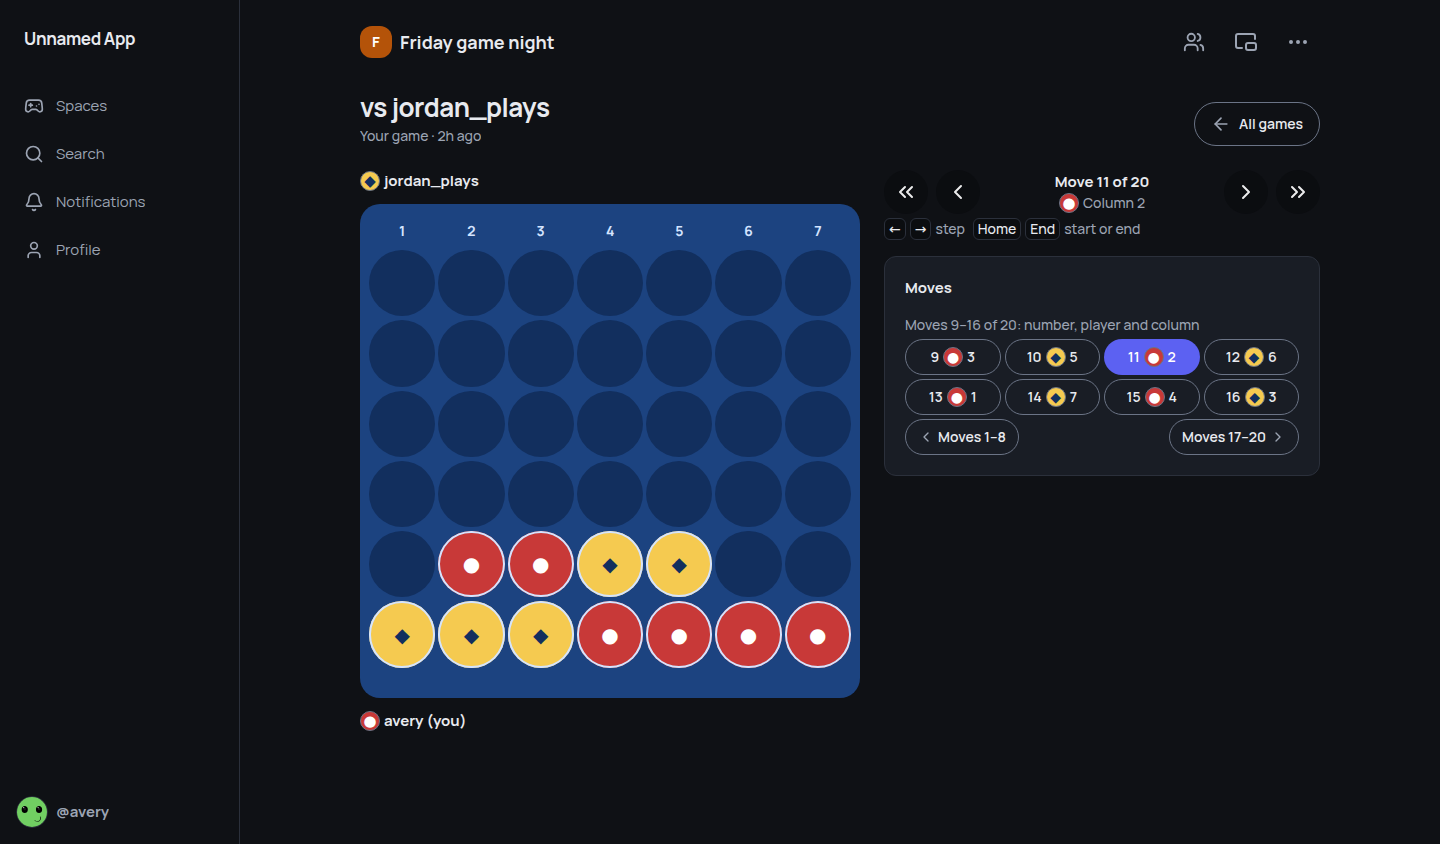 Unnamed App
Spaces
Search
Notifications
Profile
@avery
F Friday game night
vs jordan_plays
Your game · 2h ago
All games
jordan_plays
1 2 3 4 5 6 7
avery (you)
Move 11 of 20
Column 2
← → step Home End start or end
Moves
Moves 9–16 of 20: number, player and column
9 3 10 5 11 2 12 6
13 1 14 7 15 4 16 3
Moves 1–8 Moves 17–20